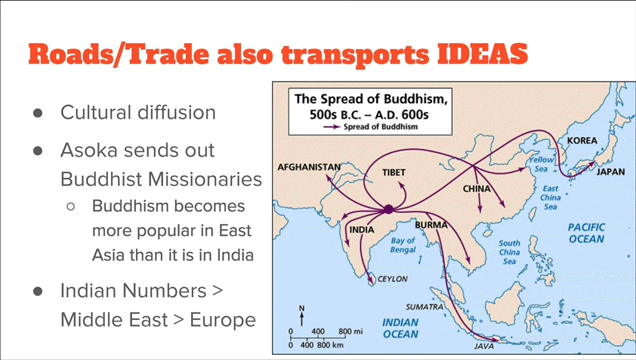 Roads/Trade also transports IDEAS
● Cultural diffusion
● Asoka sends out
Buddhist Missionaries
○ Buddhism becomes
more popular in East
Asia than it is in India
● Indian Numbers >
Middle East > Europe
The Spread of Buddhism,
500s B.C. – A.D. 600s
Spread of Buddhism
KOREA
JAPAN
Yellow
Sea
AFGHANISTAN
TIBET
CHINA
East
China
Sea
INDIA
BURMA
PACIFIC
OCEAN
Bay of
Bengal
South
China
Sea
CEYLON
SUMATRA
INDIAN
OCEAN
JAVA
N
0 400 800 mi
0 400 800 km